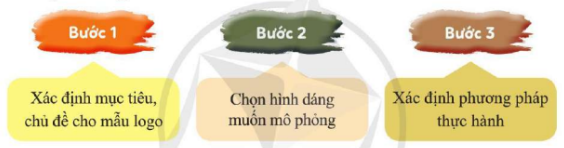 Bước 1
Xác định mục tiêu,
chủ đề cho mẫu logo
Bước 2
Chọn hình dáng
muốn mô phỏng
Bước 3
Xác định phương pháp
thực hành